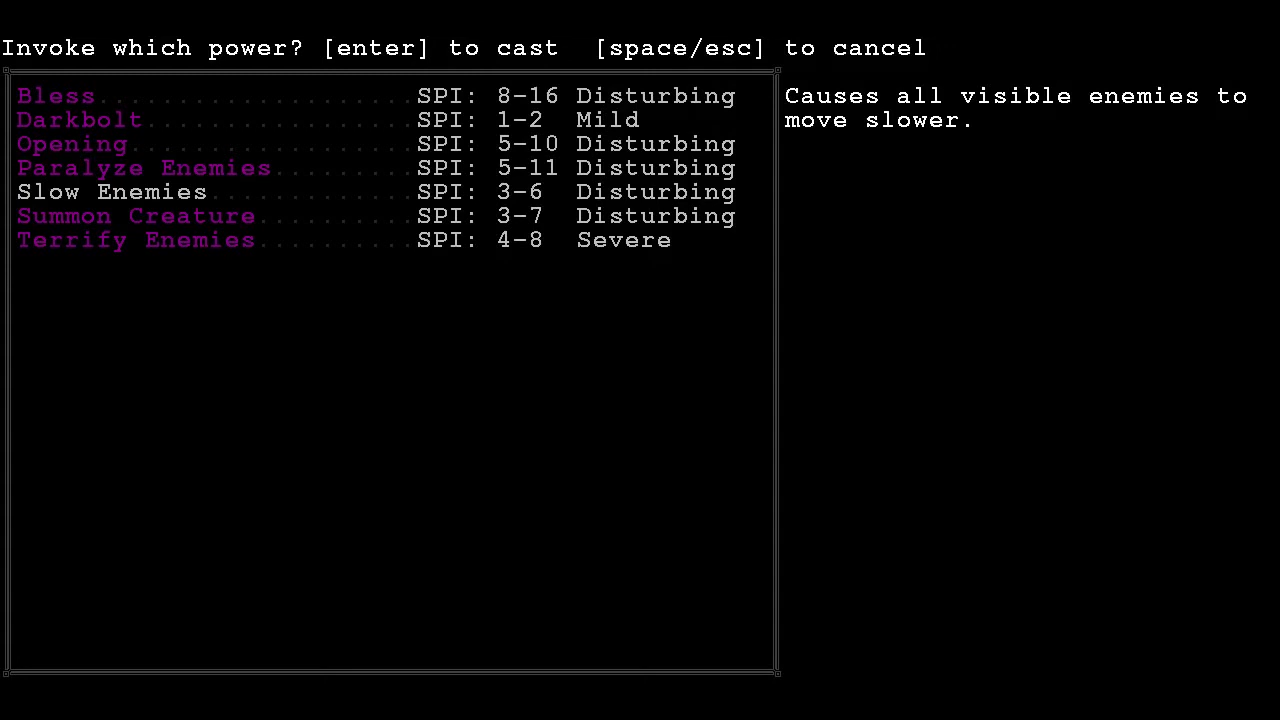 Invoke which power? [enter] to cast  [space/esc] to cancel
Bless....................SPI: 8-16 Disturbing
Darkbolt.................SPI: 1-2  Mild
Opening..................SPI: 5-10 Disturbing
Paralyze Enemies.........SPI: 5-11 Disturbing
Slow Enemies.............SPI: 3-6  Disturbing
Summon Creature..........SPI: 3-7  Disturbing
Terrify Enemies..........SPI: 4-8  Severe
Causes all visible enemies to
move slower.